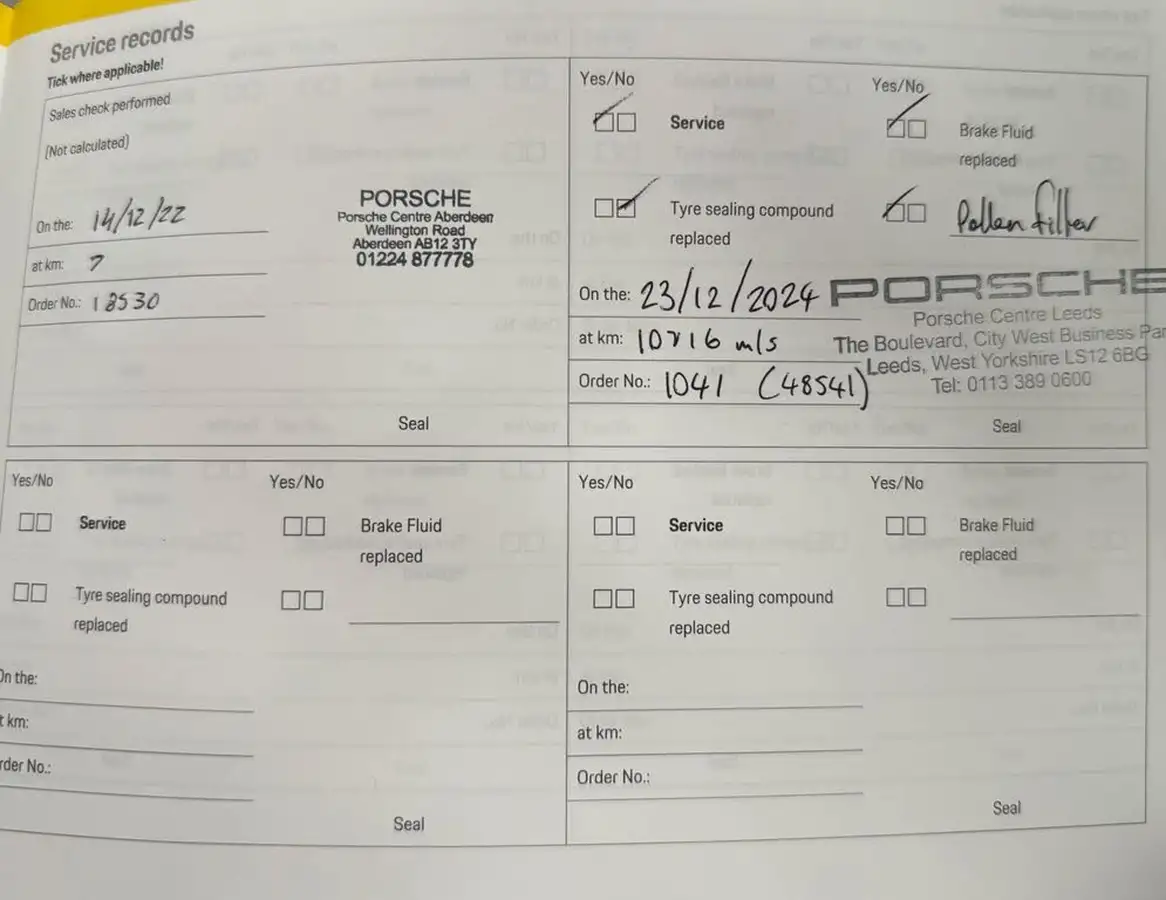 Service records
Tick where applicable!
Sales check performed
(Not calculated)
On the: 14/12/22
at km: 7
Order No.: 18530
PORSCHE
Porsche Centre Aberdeen
Wellington Road
Aberdeen AB12 3TY
01224 877778
Seal
Yes/No
Service
Yes/No
Brake Fluid
replaced
Tyre sealing compound
replaced
Pollen filter
On the: 23/12/2024
at km: m/s
Order No.: 1041 (48541)
PORSCHE
Porsche Centre Leeds
The Boulevard, City West Business Par
Leeds, West Yorkshire LS12 6BG
Tel: 0113 389 0600
Seal
Yes/No
Service
Yes/No
Brake Fluid
replaced
Tyre sealing compound
replaced
On the:
t km:
rder No.:
Seal
Yes/No
Service
Yes/No
Brake Fluid
replaced
Tyre sealing compound
replaced
On the:
at km:
Order No.:
Seal